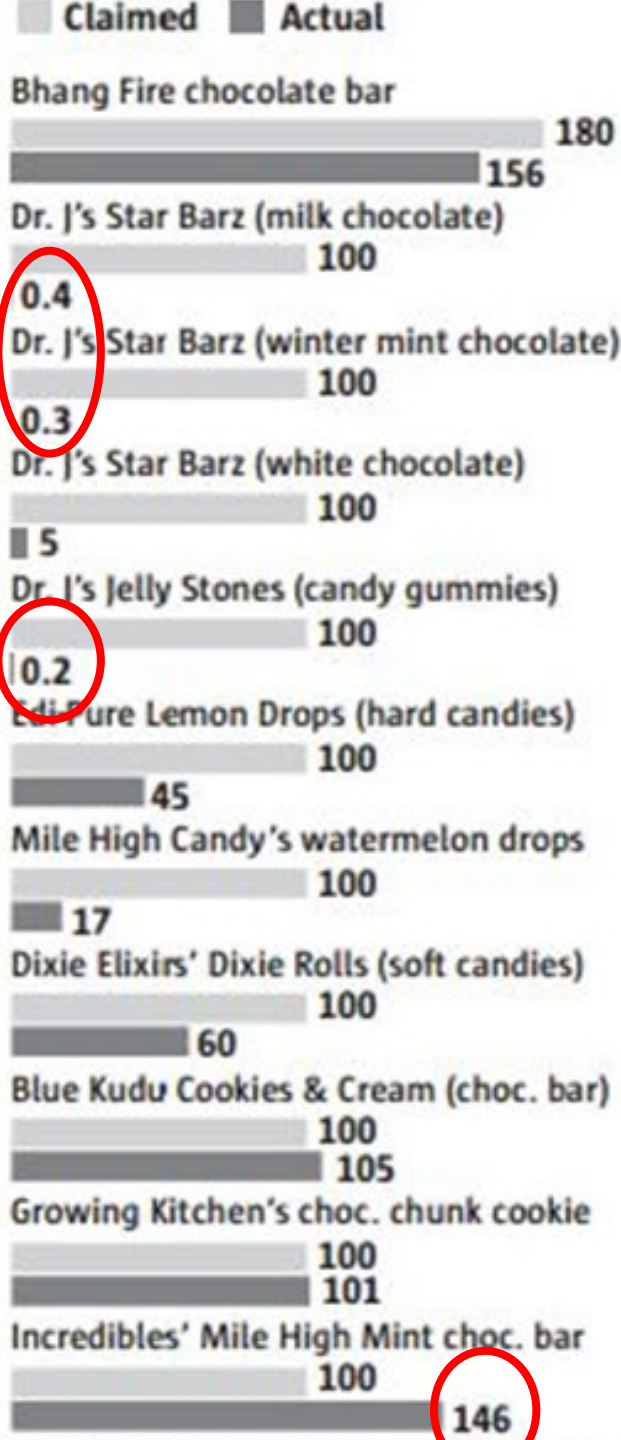 Claimed Actual
Bhang Fire chocolate bar
180
156
Dr. J's Star Barz (milk chocolate)
100
0.4
Dr. J's Star Barz (winter mint chocolate)
100
0.3
Dr. J's Star Barz (white chocolate)
100
5
Dr. J's Jelly Stones (candy gummies)
100
0.2
Edi-Pure Lemon Drops (hard candies)
100
45
Mile High Candy's watermelon drops
100
17
Dixie Elixirs' Dixie Rolls (soft candies)
100
60
Blue Kudu Cookies & Cream (choc. bar)
100
105
Growing Kitchen's choc. chunk cookie
100
101
Incredibles' Mile High Mint choc. bar
100
146